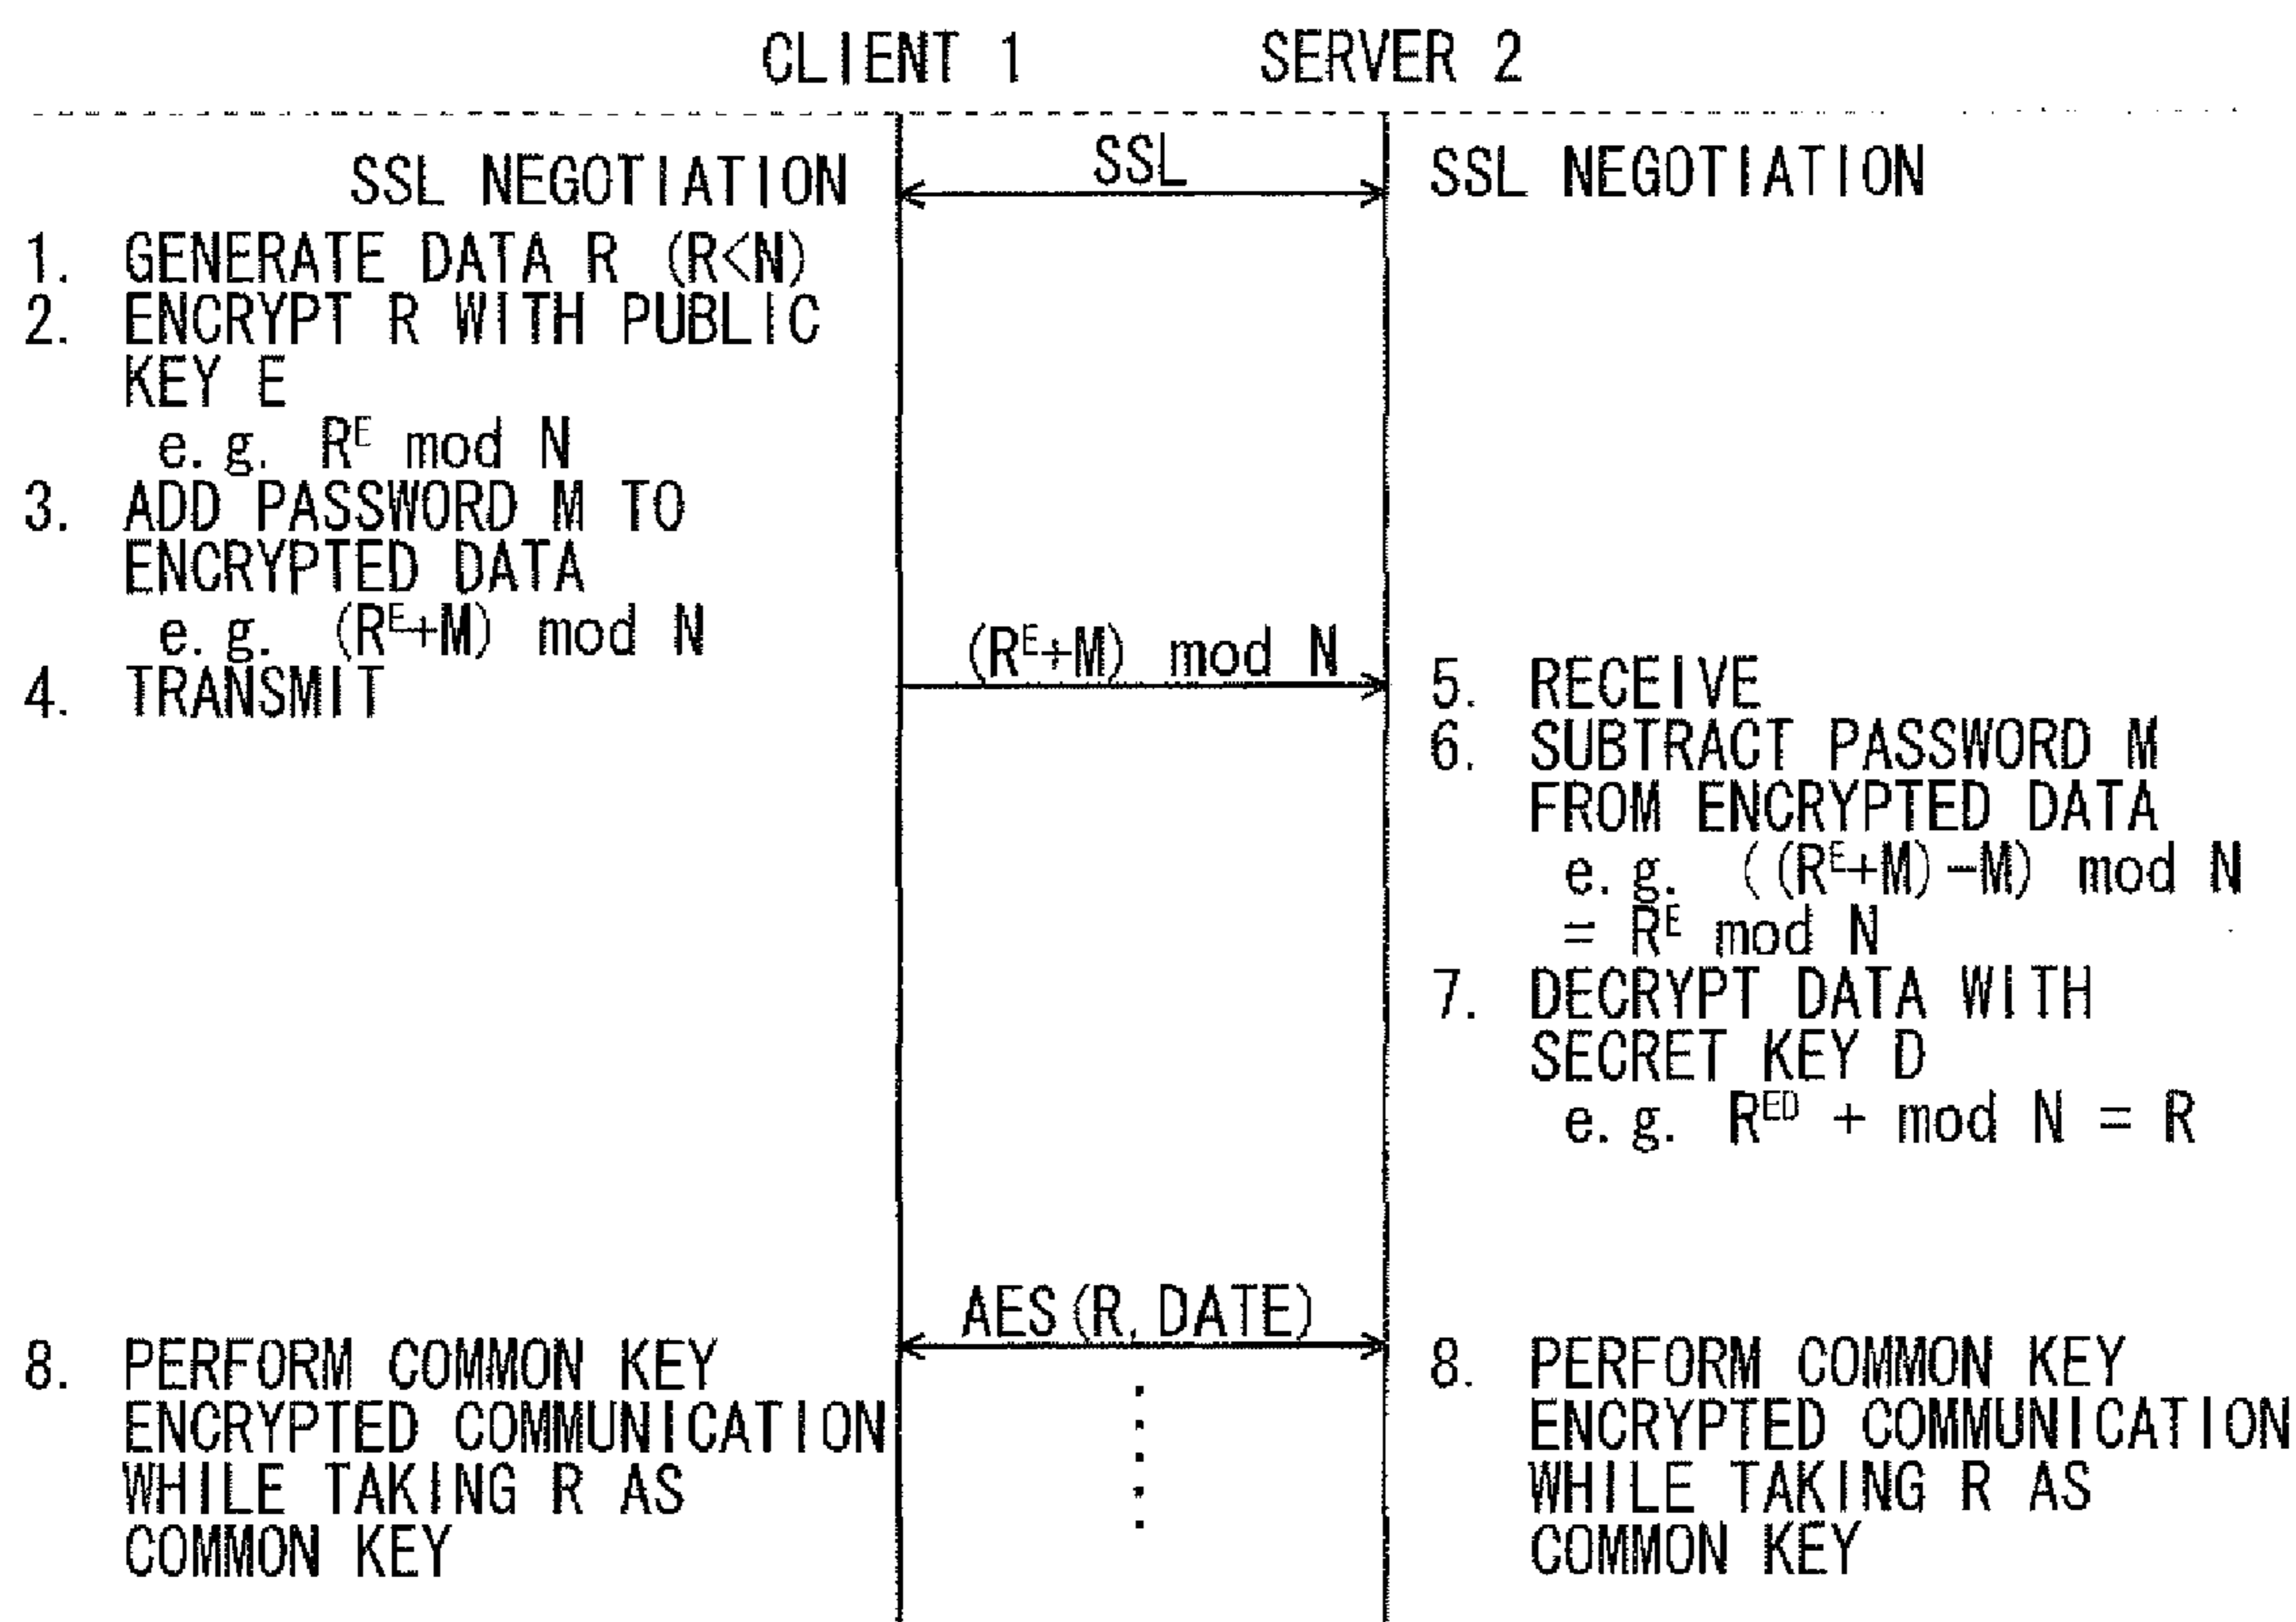 CLIENT 1 SERVER 2
SSL NEGOTIATION SSL SSL NEGOTIATION
1. GENERATE DATA R (R<N)
2. ENCRYPT R WITH PUBLIC
KEY E
e.g. R^E mod N
3. ADD PASSWORD M TO
ENCRYPTED DATA
e.g. (R^E+M) mod N
4. TRANSMIT
(R^E+M) mod N
5. RECEIVE
6. SUBTRACT PASSWORD M
FROM ENCRYPTED DATA
e.g. ((R^E+M)-M) mod N
= R^E mod N
7. DECRYPT DATA WITH
SECRET KEY D
e.g. R^ED + mod N = R
AES(R,DATE)
8. PERFORM COMMON KEY
ENCRYPTED COMMUNICATION
WHILE TAKING R AS
COMMON KEY
8. PERFORM COMMON KEY
ENCRYPTED COMMUNICATION
WHILE TAKING R AS
COMMON KEY